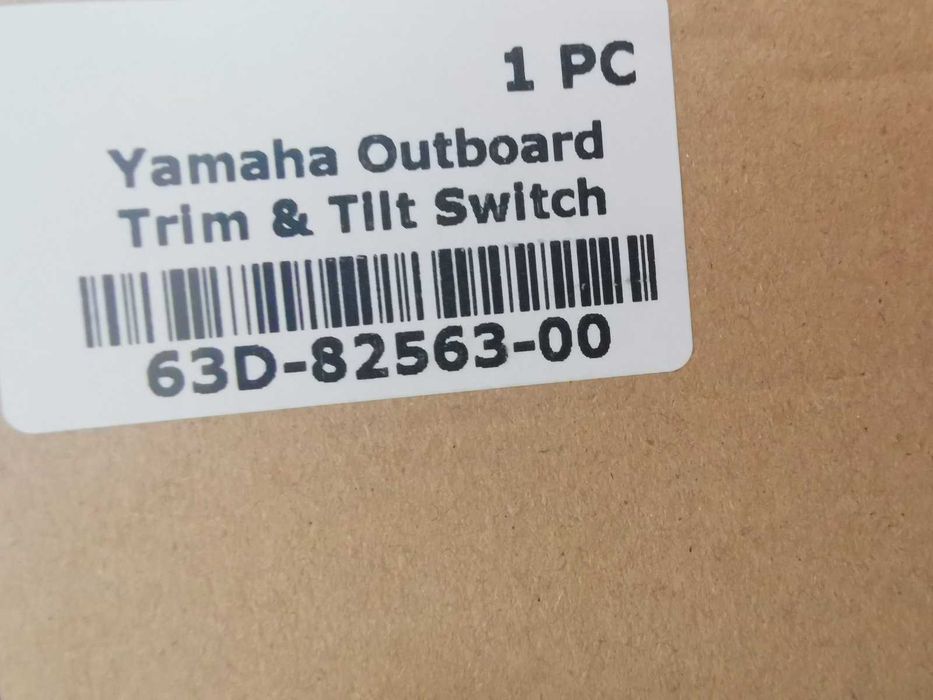 1 PC
Yamaha Outboard
Trim & Tilt Switch
63D-82563-00